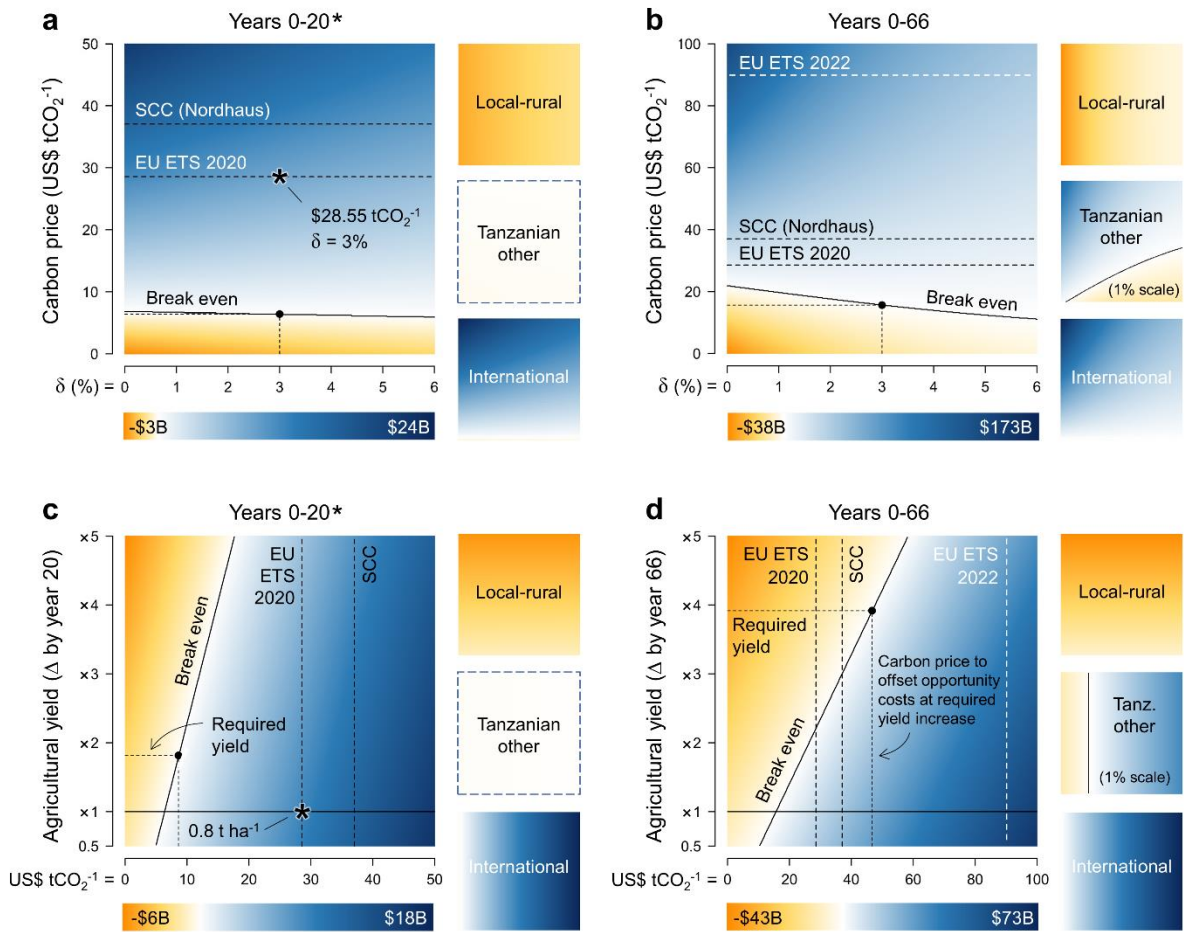 a
Years 0-20*
Carbon price (US$ tCO₂⁻¹)
50
40
30
20
10
0
SCC (Nordhaus)
EU ETS 2020
*
$28.55 tCO₂⁻¹
δ = 3%
Break even
δ (%) =
0 1 2 3 4 5 6
-$3B $24B
Local-rural
Tanzanian
other
International
b
Years 0-66
Carbon price (US$ tCO₂⁻¹)
100
80
60
40
20
0
EU ETS 2022
SCC (Nordhaus)
EU ETS 2020
Break even
δ (%) =
0 1 2 3 4 5 6
-$38B $173B
Local-rural
Tanzanian
other
(1% scale)
International
c
Years 0-20*
Agricultural yield (Δ by year 20)
×5
×4
×3
×2
×1
0.5
EU
ETS
2020
SCC
Break even
Required
yield
*
0.8 t ha⁻¹
US$ tCO₂⁻¹ =
0 10 20 30 40 50
-$6B $18B
Local-rural
Tanzanian
other
International
d
Years 0-66
Agricultural yield (Δ by year 66)
×5
×4
×3
×2
×1
0.5
EU ETS
2020
SCC
EU ETS
2022
Required
yield
Carbon price to
offset opportunity
costs at required
yield increase
Break even
US$ tCO₂⁻¹ =
0 20 40 60 80 100
-$43B $73B
Local-rural
Tanz.
other
(1% scale)
International